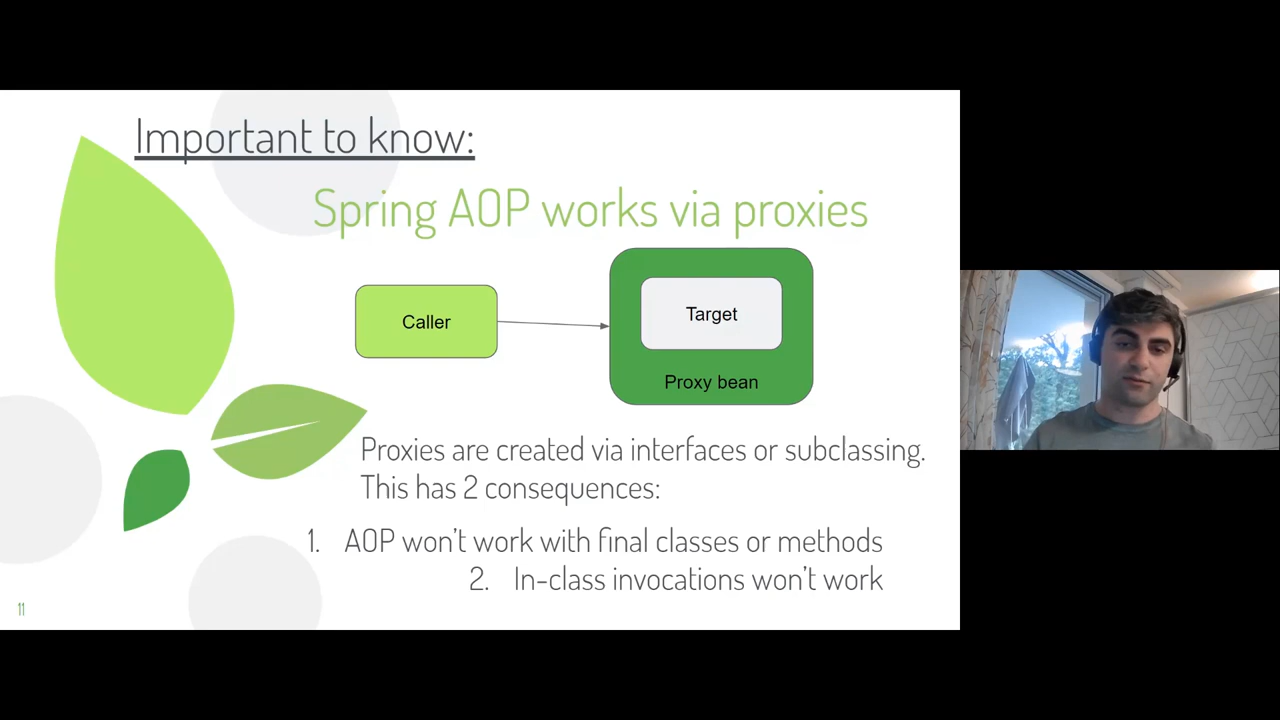 Important to know:
Spring AOP works via proxies
Caller
Target
Proxy bean
Proxies are created via interfaces or subclassing.
This has 2 consequences:
1. AOP won't work with final classes or methods
2. In-class invocations won't work
11